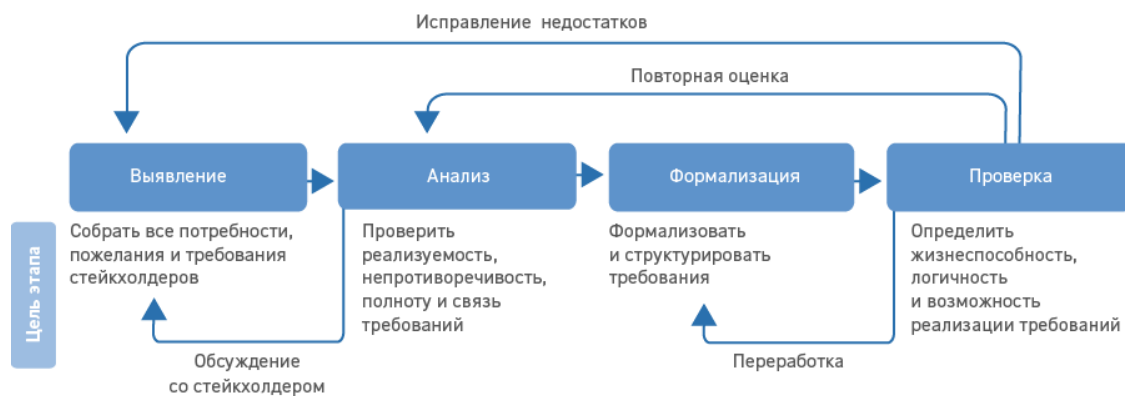 Исправление недостатков
Повторная оценка
Выявление
Анализ
Формализация
Проверка
Цель этапа
Собрать все потребности,
пожелания и требования
стейкхолдеров
Проверить
реализуемость,
непротиворечивость,
полноту и связь
требований
Формализовать
и структурировать
требования
Определить
жизнеспособность,
логичность
и возможность
реализации требований
Обсуждение
со стейкхолдером
Переработка